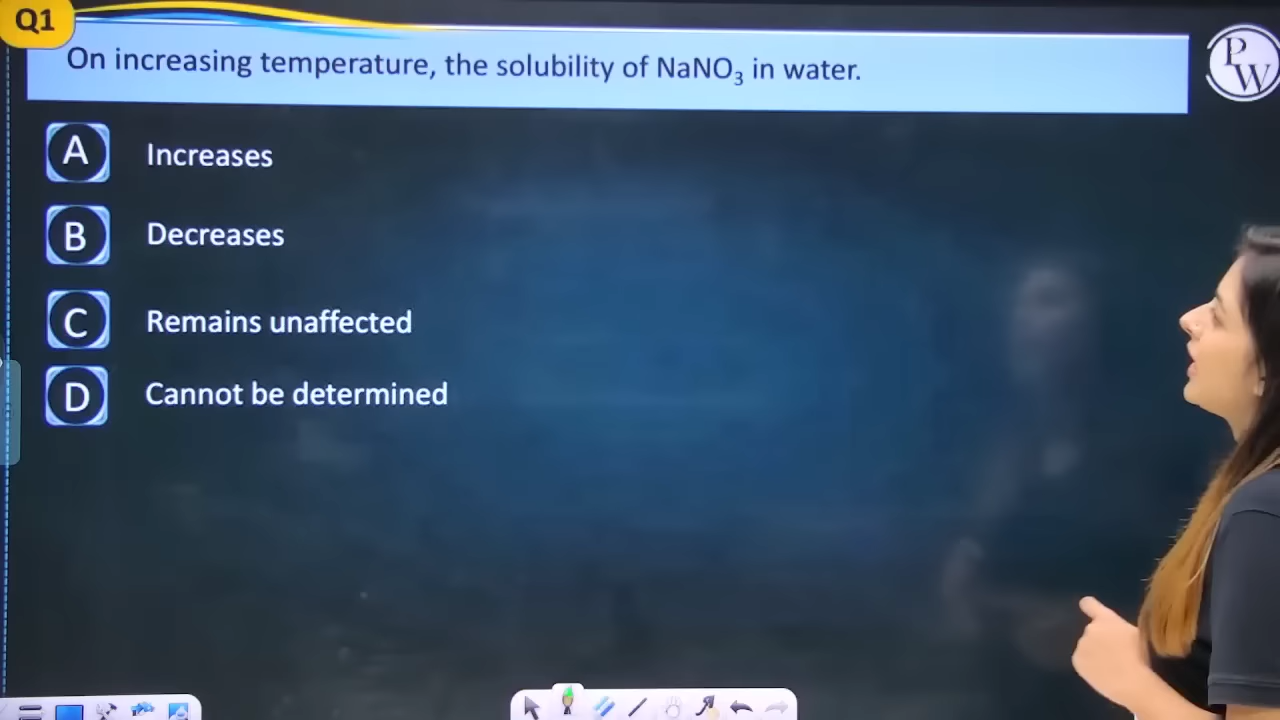 Q1
On increasing temperature, the solubility of NaNO₃ in water.
PW
A Increases
B Decreases
C Remains unaffected
D Cannot be determined